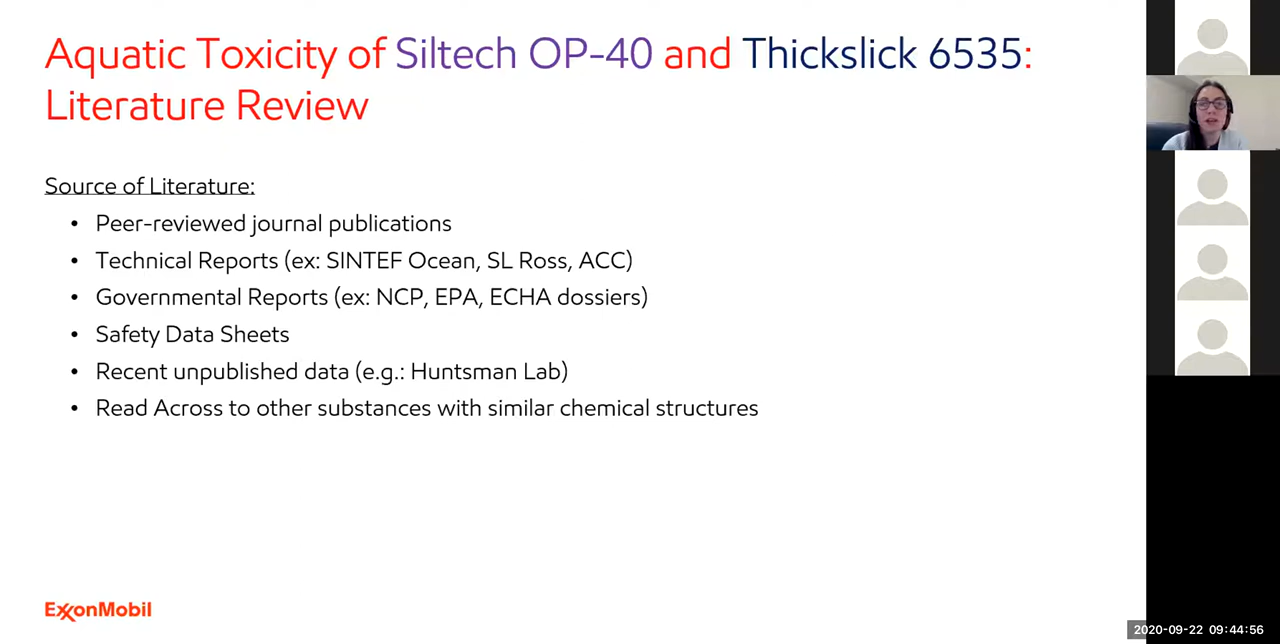 Aquatic Toxicity of Siltech OP-40 and Thickslick 6535:
Literature Review
Source of Literature:
• Peer-reviewed journal publications
• Technical Reports (ex: SINTEF Ocean, SL Ross, ACC)
• Governmental Reports (ex: NCP, EPA, ECHA dossiers)
• Safety Data Sheets
• Recent unpublished data (e.g.: Huntsman Lab)
• Read Across to other substances with similar chemical structures
ExxonMobil
2020-09-22 09:44:56